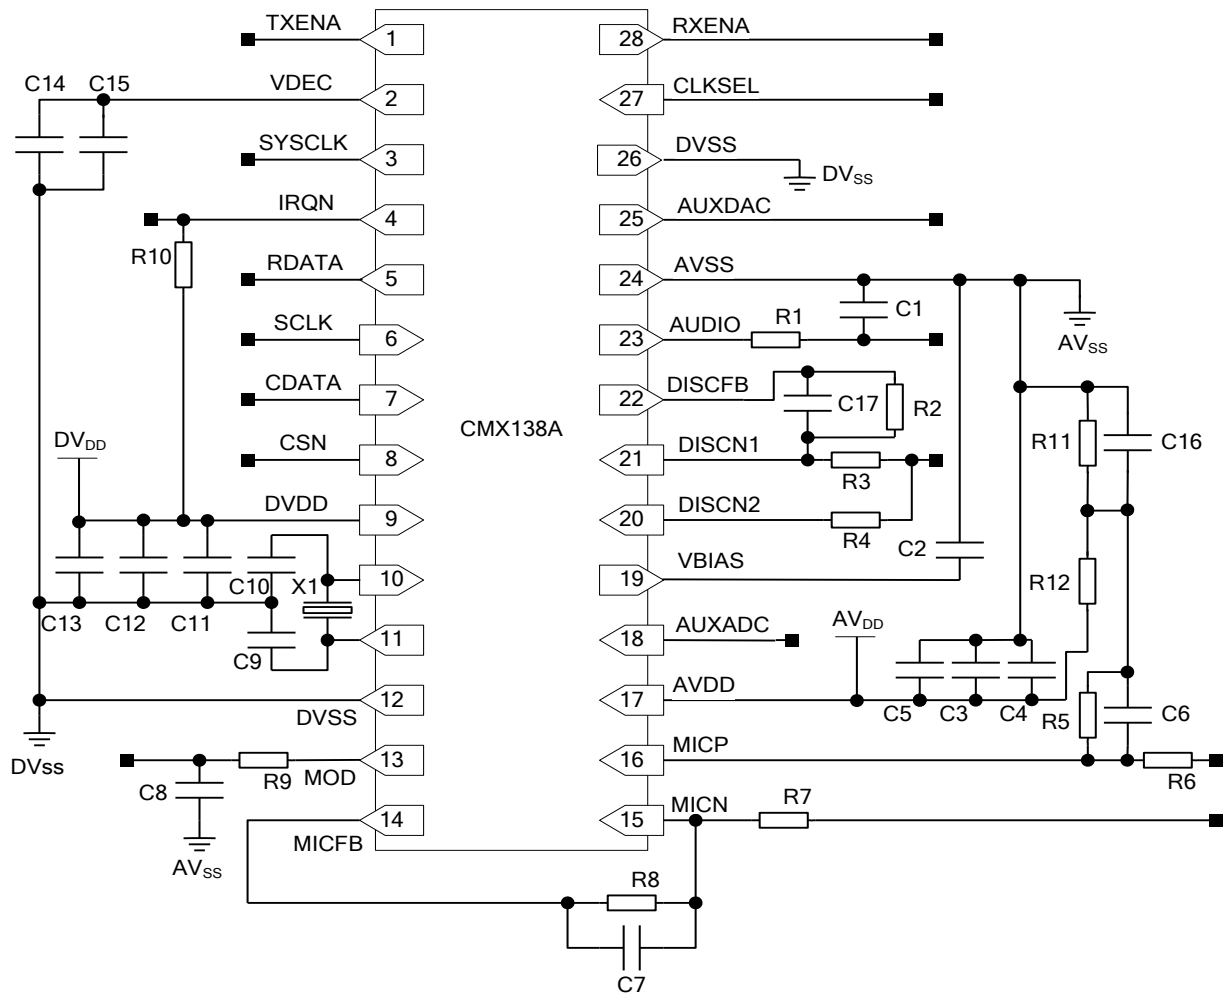 TXENA
1
28
RXENA
C14
C15
VDEC
2
27
CLKSEL
SYSCLK
3
26
DVSS
DVSS
IRQN
4
25
AUXDAC
R10
RDATA
5
24
AVSS
C1
SCLK
6
23
AUDIO
R1
AVSS
CDATA
7
22
DISCFB
C17
R2
CMX138A
DVDD
CSN
8
21
DISCN1
R3
R11
C16
DVDD
9
20
DISCN2
R4
C2
C10
X1
10
19
VBIAS
R12
C13
C12
C11
C9
11
18
AUXADC
AVDD
12
DVSS
17
AVDD
C5
C3
C4
R5
C6
DVss
13
MOD
R9
C8
16
MICP
R6
14
MICFB
15
MICN
R7
AVSS
R8
C7